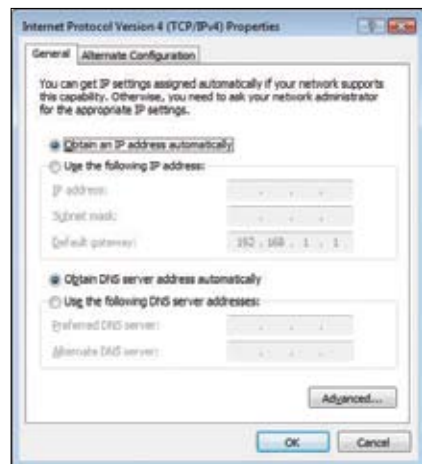 Internet Protocol Version 4 (TCP/IPv4) Properties
General
Alternate Configuration
You can get IP settings assigned automatically if your network supports
this capability. Otherwise, you need to ask your network administrator
for the appropriate IP settings.
Obtain an IP address automatically
Use the following IP address:
IP address:
Subnet mask:
Default gateway: 192 . 168 . 1 . 1
Obtain DNS server address automatically
Use the following DNS server addresses:
Preferred DNS server:
Alternate DNS server:
Advanced...
OK
Cancel